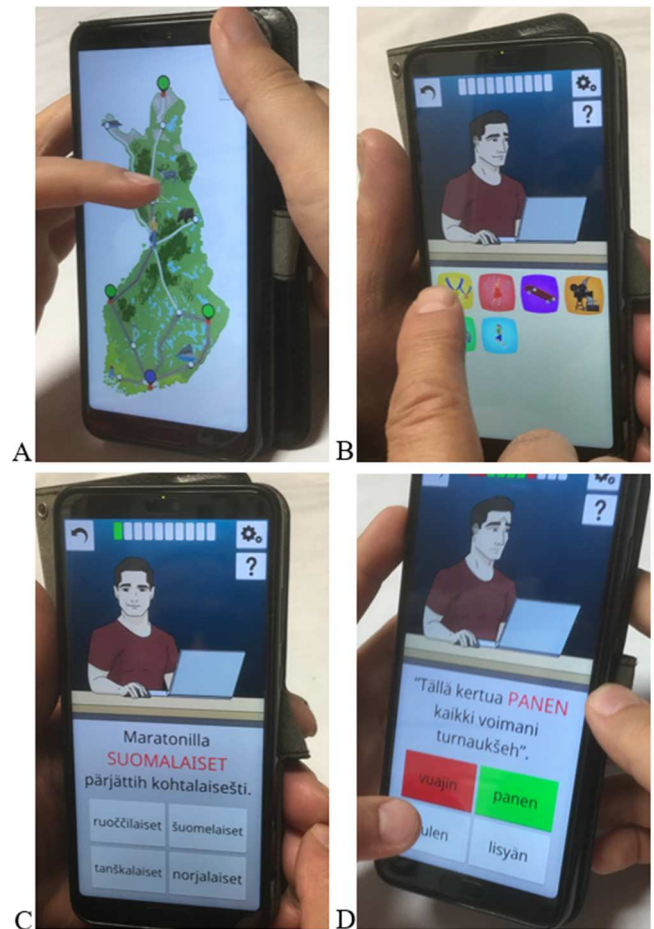 A
B
?
C
?
Maratonilla
SUOMALAISET
pärjättih kohtalaisešti.
ruoččilaiset šuomelaiset
tanškalaiset norjalaiset
D
?
"Tällä kertua PANEN
kaikki voimani
turnaukšeh".
vuajin panen
lisyän